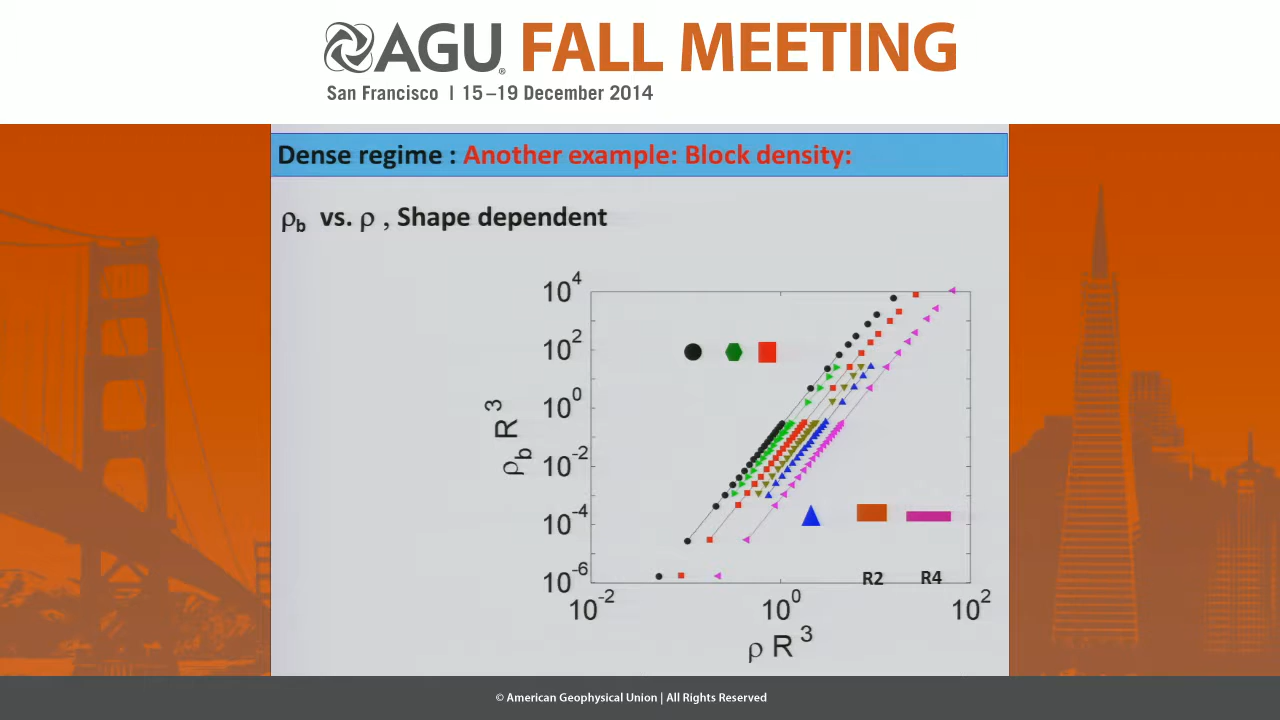 AGU® FALL MEETING
San Francisco | 15–19 December 2014
Dense regime : Another example: Block density:
ρb vs. ρ , Shape dependent
10^4
10^2
10^0
10^-2
10^-4
10^-6
ρb R^3
R2 R4
10^-2 10^0 10^2
ρ R^3
© American Geophysical Union | All Rights Reserved